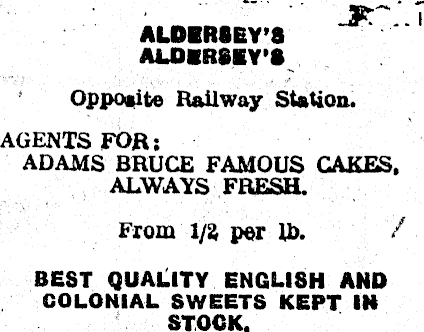 ALDERSEY'S
ALDERSEY'S
Opposite Railway Station.
AGENTS FOR:
ADAMS BRUCE FAMOUS CAKES,
ALWAYS FRESH.
From 1/2 per lb.
BEST QUALITY ENGLISH AND
COLONIAL SWEETS KEPT IN
STOCK.